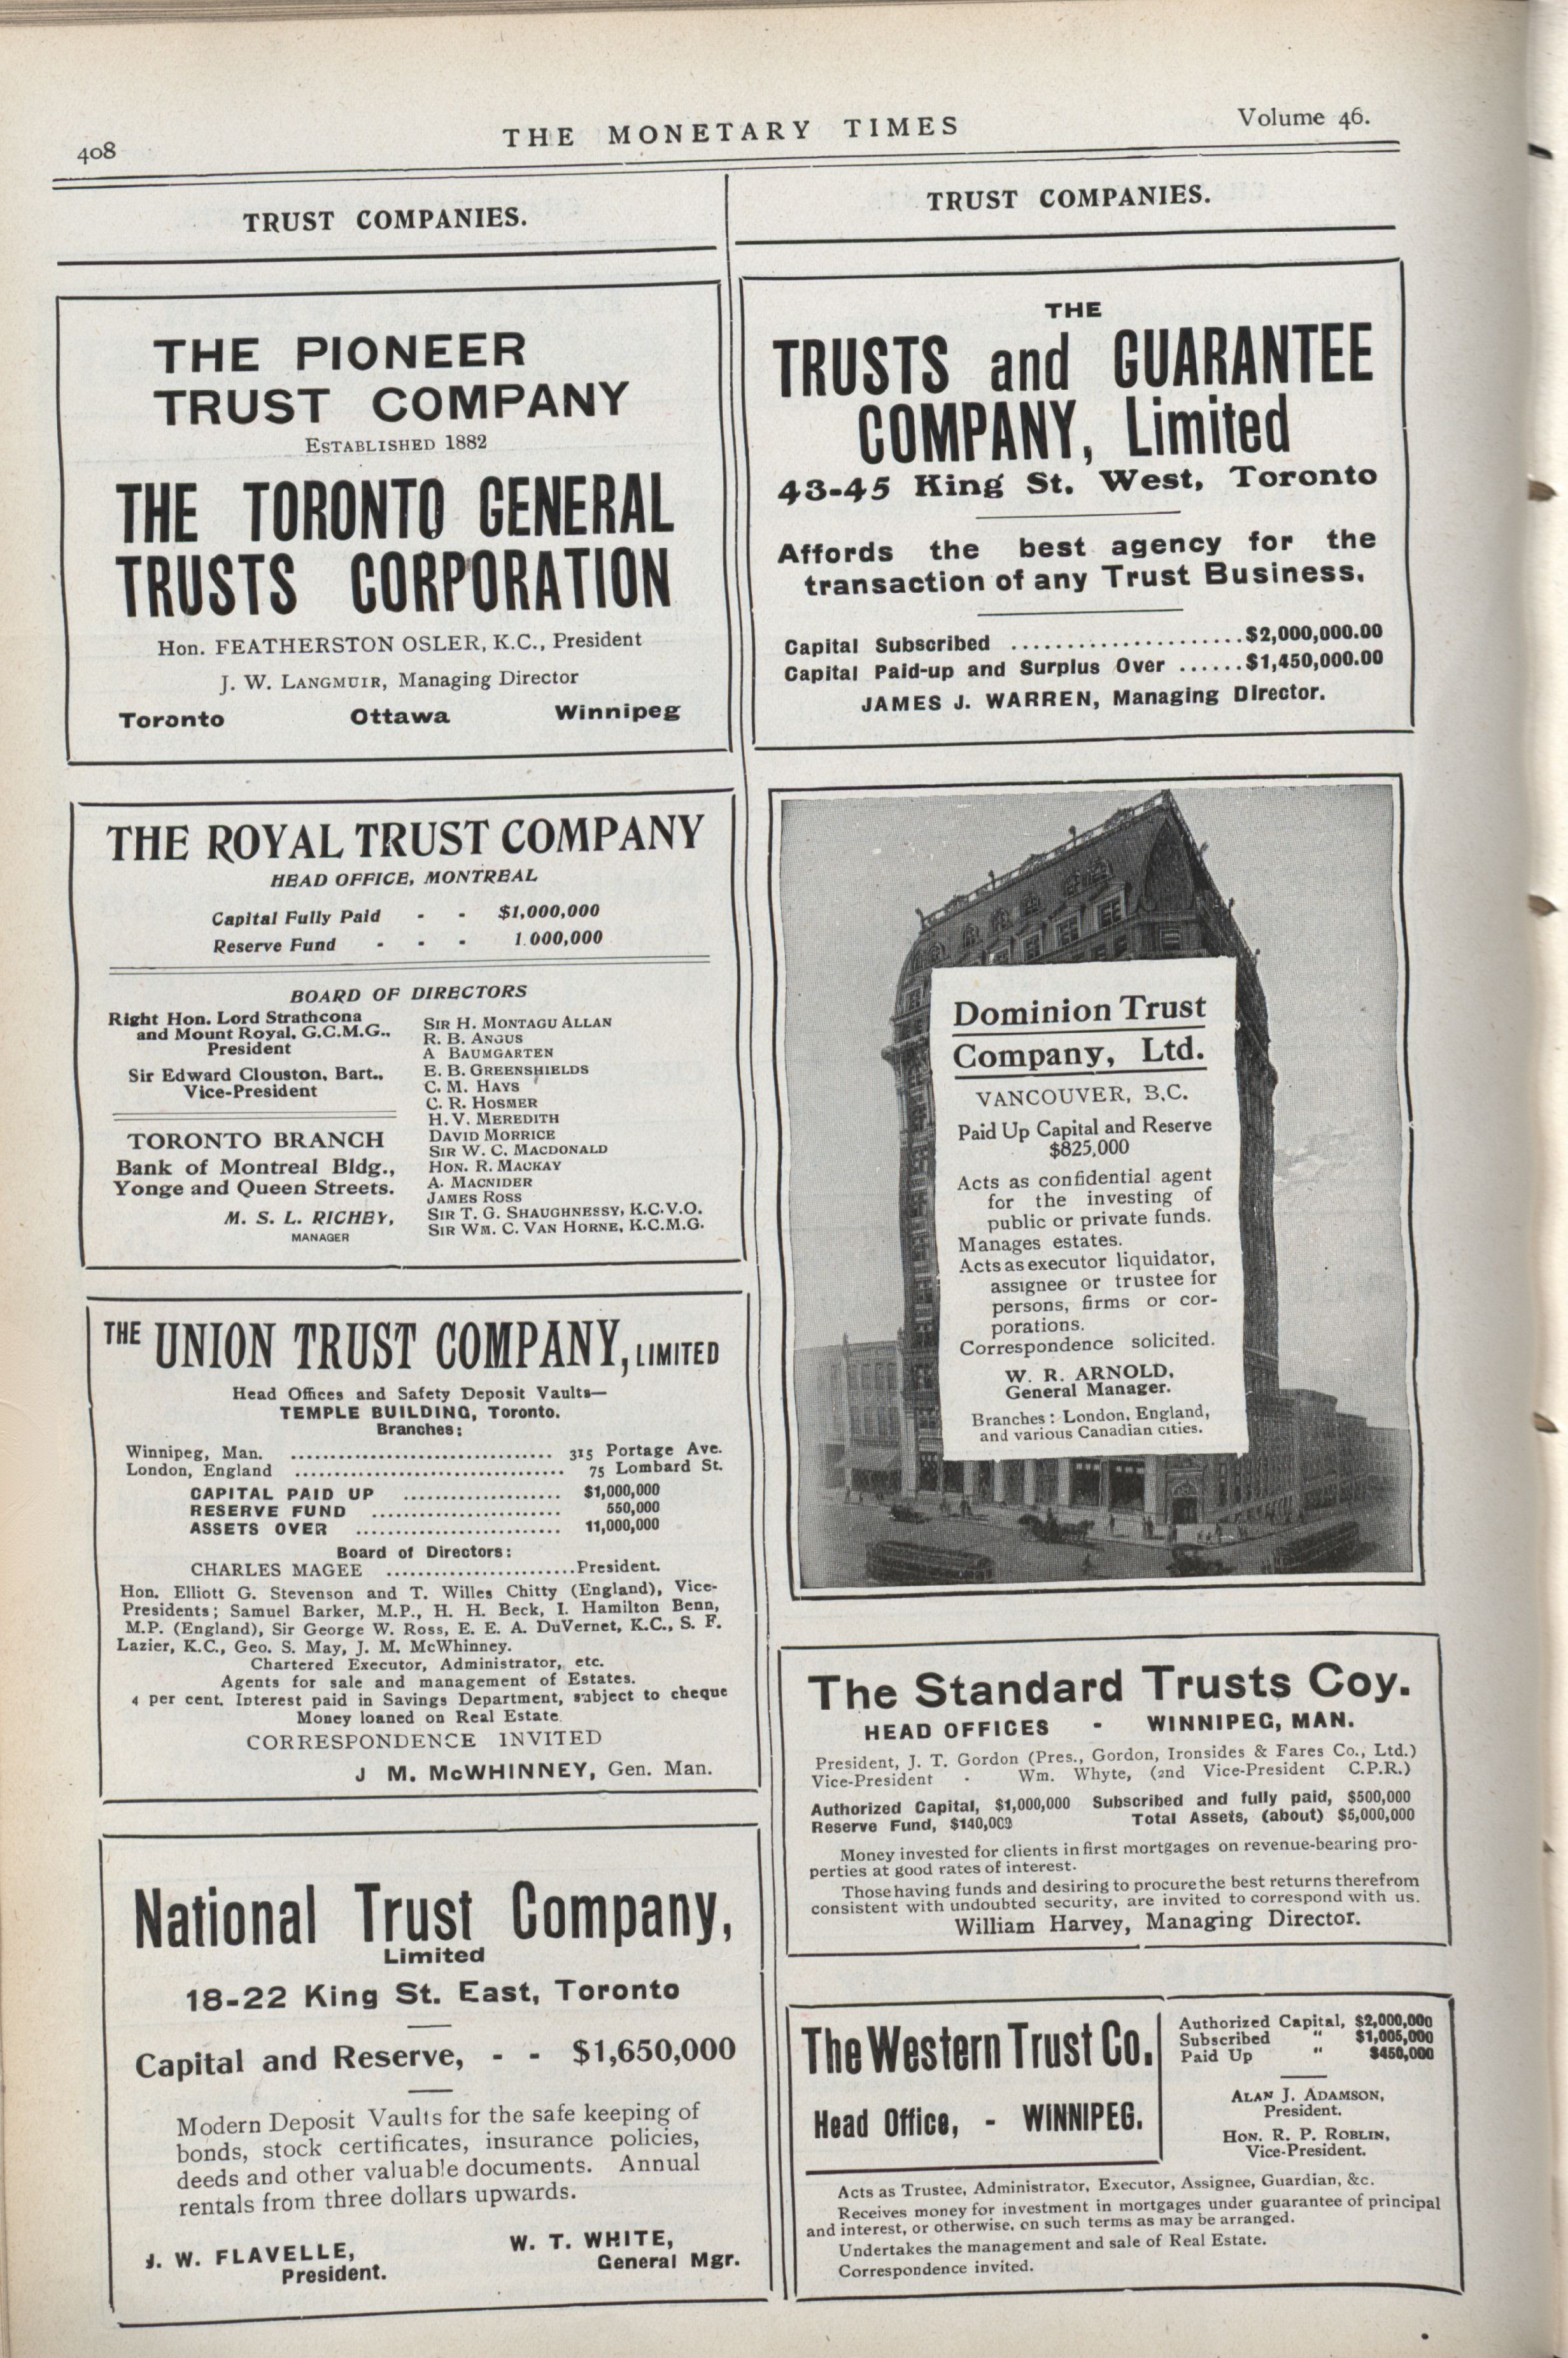 408
THE MONETARY TIMES
Volume 46.
TRUST COMPANIES.
THE PIONEER
TRUST COMPANY
ESTABLISHED 1882
THE TORONTO GENERAL
TRUSTS CORPORATION
Hon. FEATHERSTON OSLER, K.C., President
J. W. LANGMUIR, Managing Director
Toronto Ottawa Winnipeg
THE ROYAL TRUST COMPANY
HEAD OFFICE, MONTREAL
Capital Fully Paid - - $1,000,000
Reserve Fund - - - 1.000,000
BOARD OF DIRECTORS
Right Hon. Lord Strathcona
and Mount Royal, G.C.M.G.,
President
Sir Edward Clouston, Bart.,
Vice-President
TORONTO BRANCH
Bank of Montreal Bldg.,
Yonge and Queen Streets.
M. S. L. RICHEY,
MANAGER
SIR H. MONTAGU ALLAN
R. B. ANGUS
A BAUMGARTEN
E. B. GREENSHIELDS
C. M. HAYS
C. R. HOSMER
H. V. MEREDITH
DAVID MORRICE
SIR W. C. MACDONALD
HON. R. MACKAY
A. MACNIDER
JAMES ROSS
SIR T. G. SHAUGHNESSY, K.C.V.O.
SIR WM. C. VAN HORNE, K.C.M.G.
THE UNION TRUST COMPANY, LIMITED
Head Offices and Safety Deposit Vaults—
TEMPLE BUILDING, Toronto.
Branches:
Winnipeg, Man. ................................. 315 Portage Ave.
London, England ................................... 75 Lombard St.
CAPITAL PAID UP .................... $1,000,000
RESERVE FUND ........................ 550,000
ASSETS OVER .......................... 11,000,000
Board of Directors:
CHARLES MAGEE ........................President.
Hon. Elliott G. Stevenson and T. Willes Chitty (England), Vice-
Presidents; Samuel Barker, M.P., H. H. Beck, I. Hamilton Benn,
M.P. (England), Sir George W. Ross, E. E. A. DuVernet, K.C., S. F.
Lazier, K.C., Geo. S. May, J. M. McWhinney.
Chartered Executor, Administrator, etc.
Agents for sale and management of Estates.
4 per cent. Interest paid in Savings Department, subject to cheque
Money loaned on Real Estate
CORRESPONDENCE INVITED
J M. McWHINNEY, Gen. Man.
National Trust Company,
Limited
18-22 King St. East, Toronto
Capital and Reserve, - - $1,650,000
Modern Deposit Vaults for the safe keeping of
bonds, stock certificates, insurance policies,
deeds and other valuable documents. Annual
rentals from three dollars upwards.
J. W. FLAVELLE,
President.
W. T. WHITE,
General Mgr.
TRUST COMPANIES.
THE
TRUSTS and GUARANTEE
COMPANY, Limited
43-45 King St. West, Toronto
Affords the best agency for the
transaction of any Trust Business.
Capital Subscribed .....................$2,000,000.00
Capital Paid-up and Surplus Over ......$1,450,000.00
JAMES J. WARREN, Managing Director.
Dominion Trust
Company, Ltd.
VANCOUVER, B.C.
Paid Up Capital and Reserve
$825,000
Acts as confidential agent
for the investing of
public or private funds.
Manages estates.
Acts as executor liquidator,
assignee or trustee for
persons, firms or cor-
porations.
Correspondence solicited.
W. R. ARNOLD,
General Manager.
Branches: London, England,
and various Canadian cities.
The Standard Trusts Coy.
HEAD OFFICES - WINNIPEG, MAN.
President, J. T. Gordon (Pres., Gordon, Ironsides & Fares Co., Ltd.)
Vice-President - Wm. Whyte, (2nd Vice-President C.P.R.)
Authorized Capital, $1,000,000 Subscribed and fully paid, $500,000
Reserve Fund, $140,000 Total Assets, (about) $5,000,000
Money invested for clients in first mortgages on revenue-bearing pro-
perties at good rates of interest.
Those having funds and desiring to procure the best returns therefrom
consistent with undoubted security, are invited to correspond with us.
William Harvey, Managing Director.
The Western Trust Co.
Head Office, - WINNIPEG.
Authorized Capital, $2,000,000
Subscribed " $1,005,000
Paid Up " $450,000
ALAN J. ADAMSON,
President.
HON. R. P. ROBLIN,
Vice-President.
Acts as Trustee, Administrator, Executor, Assignee, Guardian, &c.
Receives money for investment in mortgages under guarantee of principal
and interest, or otherwise, on such terms as may be arranged.
Undertakes the management and sale of Real Estate.
Correspondence invited.